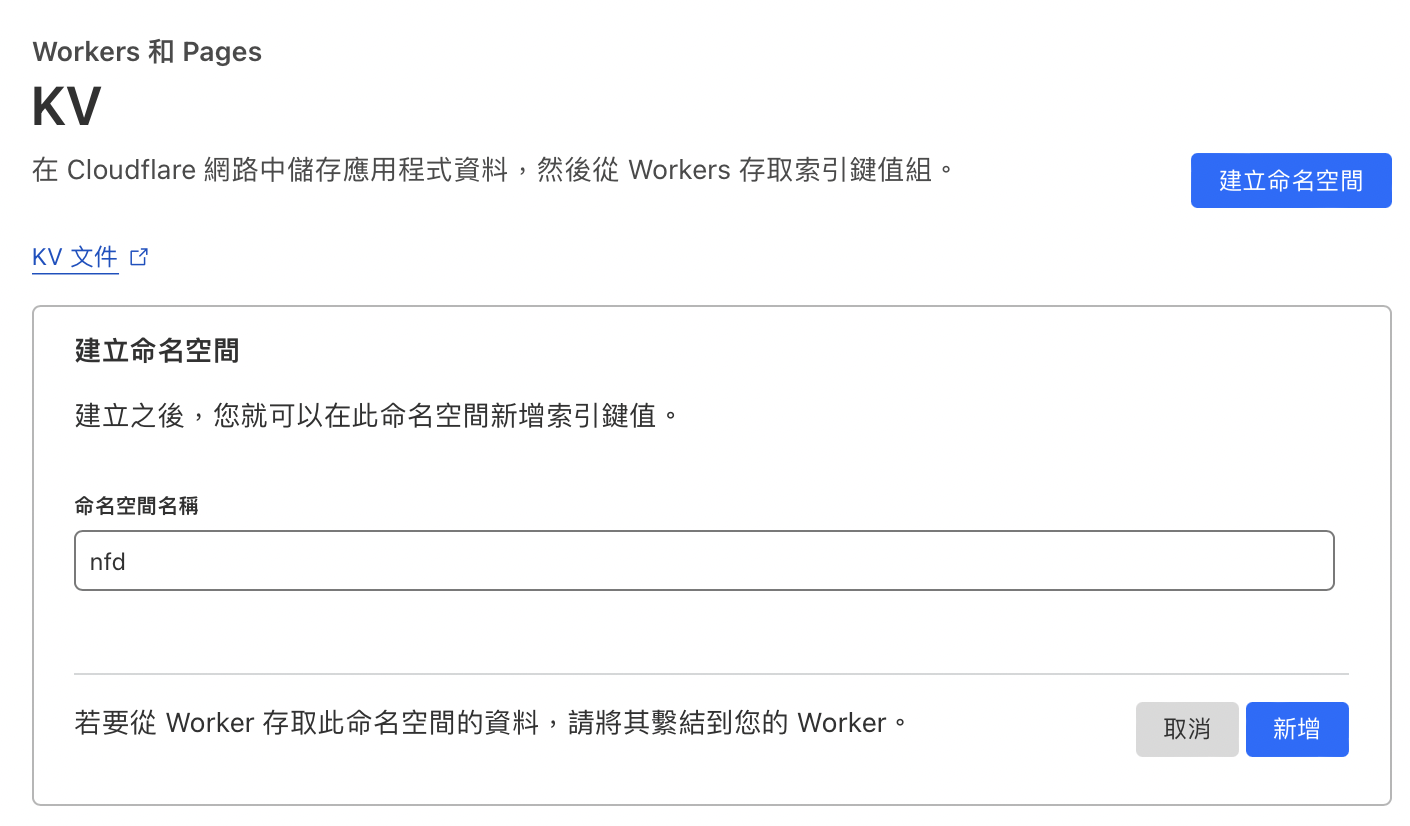 Workers 和 Pages
KV
在 Cloudflare 網路中儲存應用程式資料，然後從 Workers 存取索引鍵值組。
建立命名空間
KV 文件
建立命名空間
建立之後，您就可以在此命名空間新增索引鍵值。
命名空間名稱
nfd
若要從 Worker 存取此命名空間的資料，請將其繫結到您的 Worker。
取消
新增